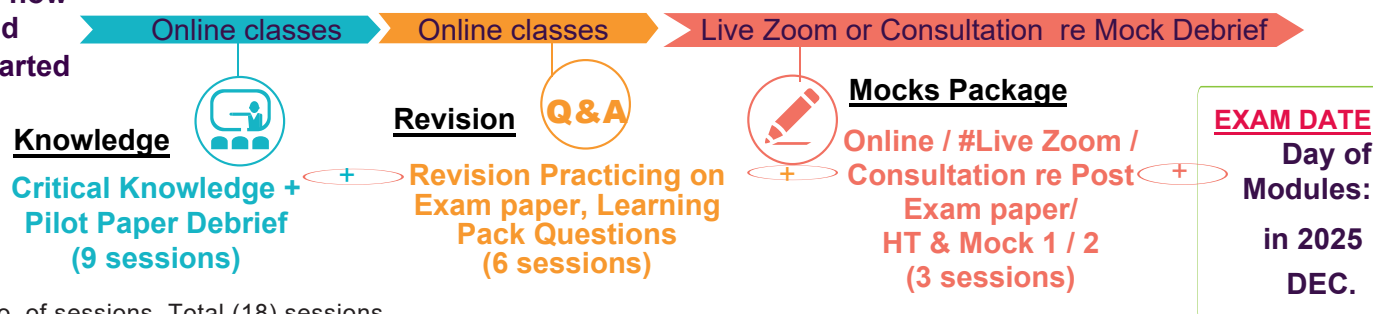 now
d
arted
Online classes
Online classes
Live Zoom or Consultation re Mock Debrief
Knowledge
Critical Knowledge +
Pilot Paper Debrief
(9 sessions)
+
Revision
Q&A
Revision Practicing on
Exam paper, Learning
Pack Questions
(6 sessions)
+
Mocks Package
Online / #Live Zoom /
Consultation re Post
Exam paper/
HT & Mock 1 / 2
(3 sessions)
+
EXAM DATE
Day of
Modules:
in 2025
DEC.
o. of sessions. Total (18) sessions